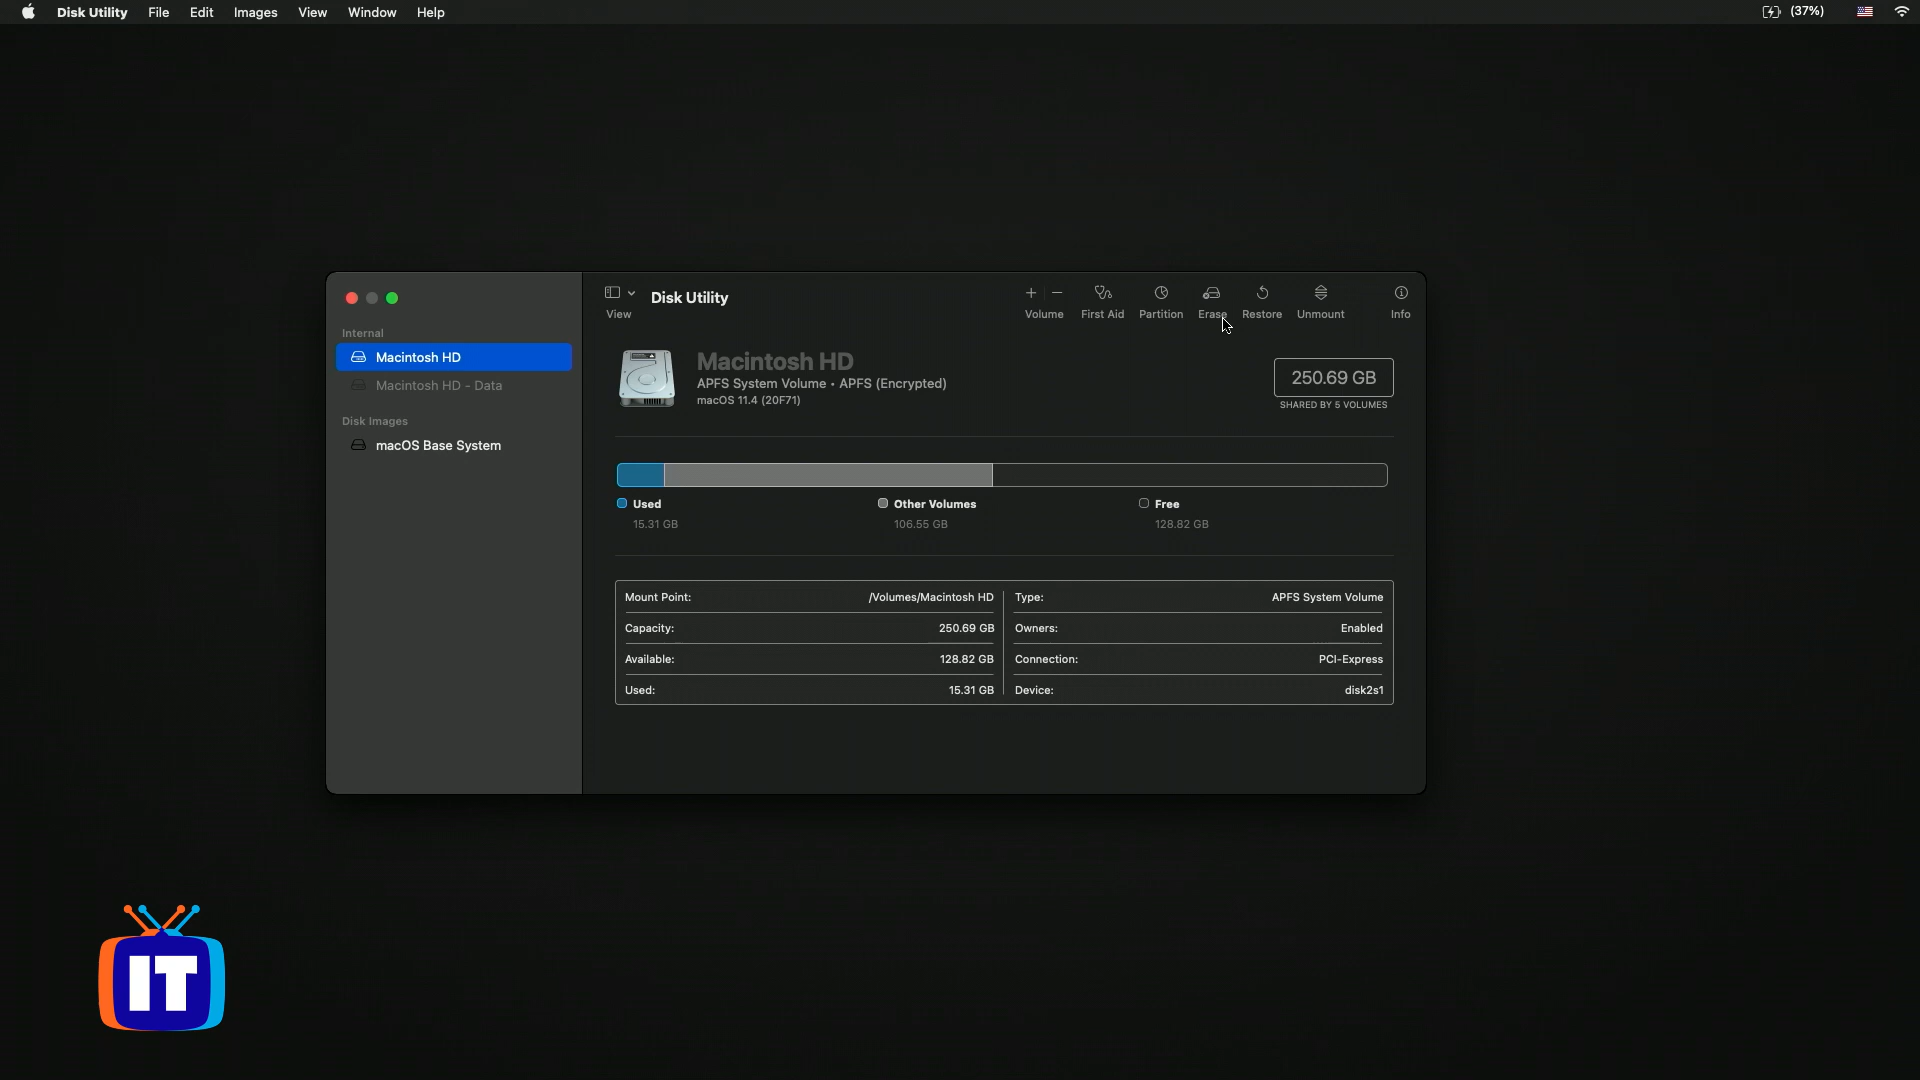 Disk Utility File Edit Images View Window Help (37%)
Disk Utility
View
Volume First Aid Partition Erase Restore Unmount Info
Internal
Macintosh HD
Macintosh HD - Data
Disk Images
macOS Base System
Macintosh HD
APFS System Volume • APFS (Encrypted)
macOS 11.4 (20F71)
250.69 GB
SHARED BY 5 VOLUMES
Used
15.31 GB
Other Volumes
106.55 GB
Free
128.82 GB
Mount Point: /Volumes/Macintosh HD
Capacity: 250.69 GB
Available: 128.82 GB
Used: 15.31 GB
Type: APFS System Volume
Owners: Enabled
Connection: PCI-Express
Device: disk2s1
IT